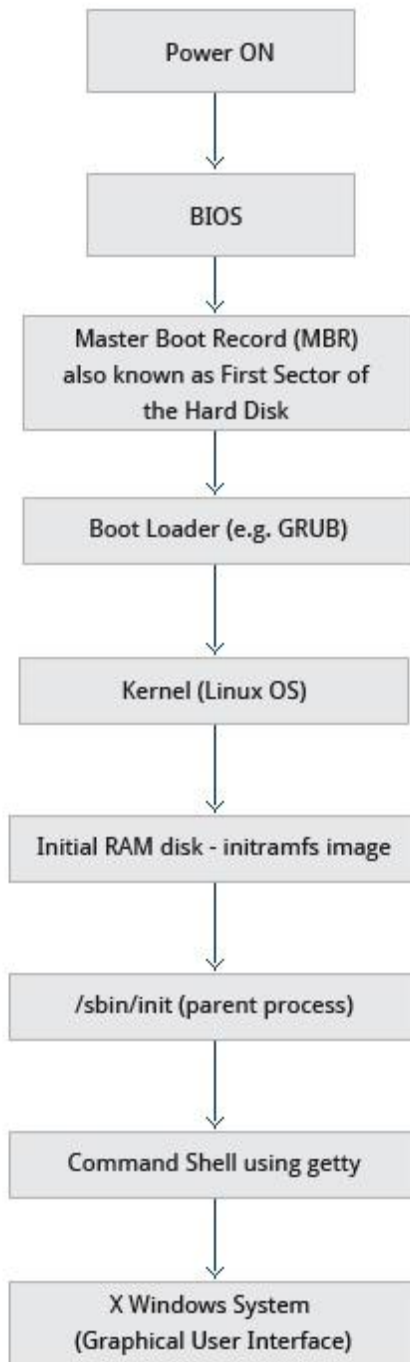 Power ON
BIOS
Master Boot Record (MBR)
also known as First Sector of
the Hard Disk
Boot Loader (e.g. GRUB)
Kernel (Linux OS)
Initial RAM disk - initramfs image
/sbin/init (parent process)
Command Shell using getty
X Windows System
(Graphical User Interface)